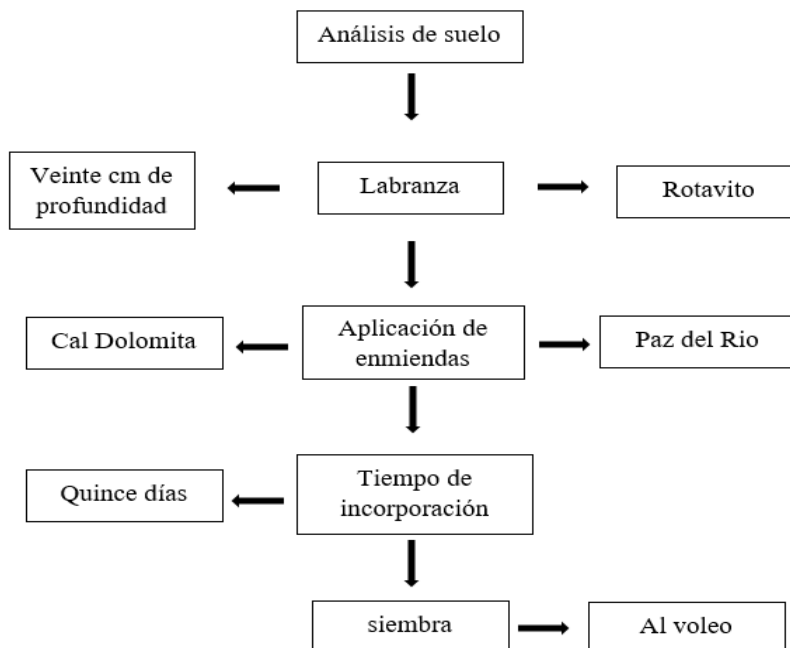 Análisis de suelo
Veinte cm de
profundidad
Labranza
Rotavito
Cal Dolomita
Aplicación de
enmiendas
Paz del Rio
Quince días
Tiempo de
incorporación
siembra
Al voleo